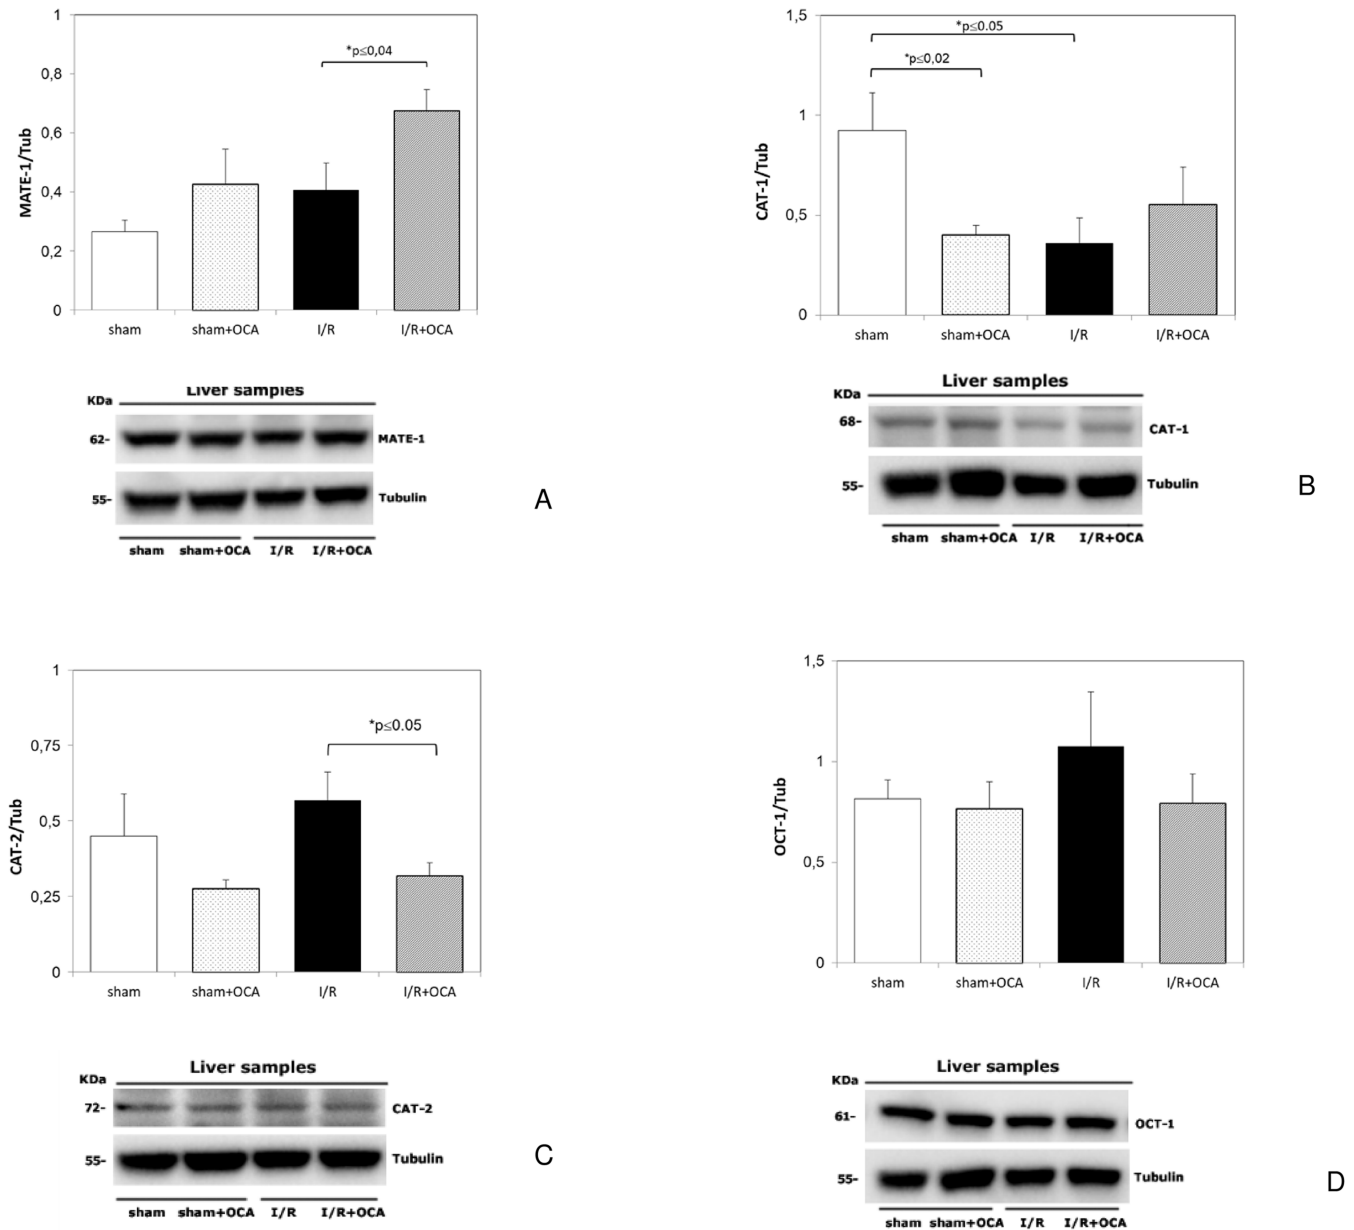 1
0,8
0,6
0,4
0,2
0
MATE-1/Tub
*p≤0,04
sham
sham+OCA
I/R
I/R+OCA
Liver samples
KDa
62-
MATE-1
55-
Tubulin
sham sham+OCA I/R I/R+OCA
A
1,5
1
0,5
0
CAT-1/Tub
*p≤0.05
*p≤0,02
sham
sham+OCA
I/R
I/R+OCA
Liver samples
KDa
68-
CAT-1
55-
Tubulin
sham sham+OCA I/R I/R+OCA
B
1
0,75
0,5
0,25
0
CAT-2/Tub
*p≤0.05
sham
sham+OCA
I/R
I/R+OCA
Liver samples
KDa
72-
CAT-2
55-
Tubulin
sham sham+OCA I/R I/R+OCA
C
1,5
1
0,5
0
OCT-1/Tub
sham
sham+OCA
I/R
I/R+OCA
Liver samples
KDa
61-
OCT-1
55-
Tubulin
sham sham+OCA I/R I/R+OCA
D